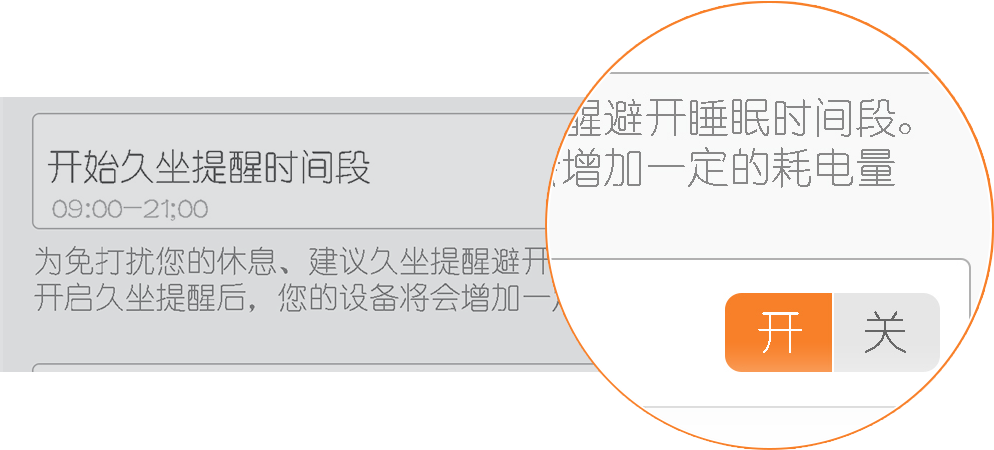 开始久坐提醒时间段
09:00—21;00
为免打扰您的休息、建议久坐提醒避开
开启久坐提醒后，您的设备将会增加一
醒避开睡眠时间段。
增加一定的耗电量
开 关